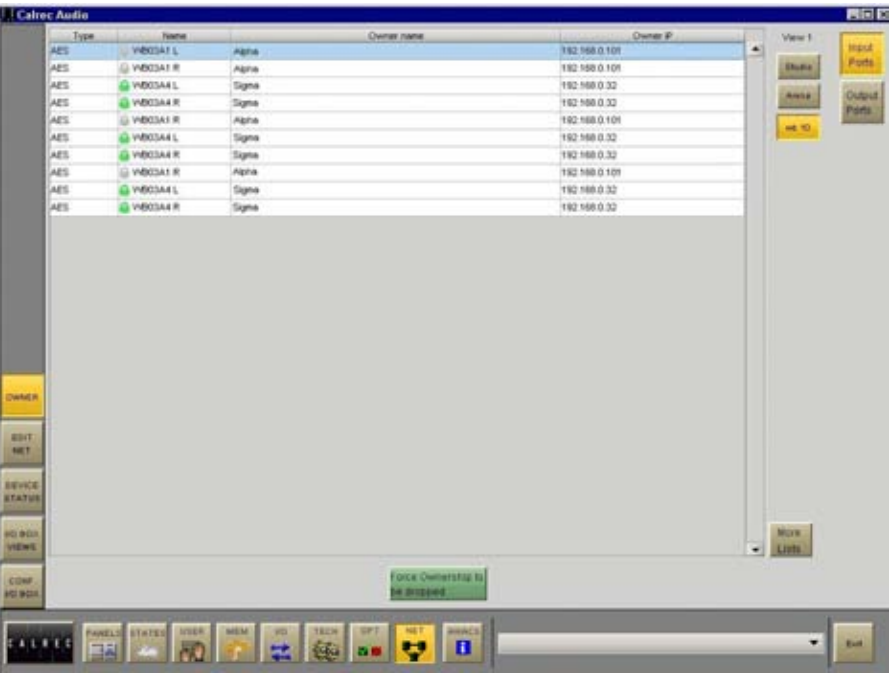 Calrec Audio
Type Name Owner name Owner IP
AES WB03A1 L Alpha 192.168.0.101
AES WB03A1 R Alpha 192.168.0.101
AES WB03A4 L Sigma 192.168.0.32
AES WB03A4 R Sigma 192.168.0.32
AES WB03A1 R Alpha 192.168.0.101
AES WB03A4 L Sigma 192.168.0.32
AES WB03A4 R Sigma 192.168.0.32
AES WB03A1 R Alpha 192.168.0.101
AES WB03A4 L Sigma 192.168.0.32
AES WB03A4 R Sigma 192.168.0.32
View 1
Studio
Arena
Input
Ports
Output
Ports
OWNER
EDIT
NET
DEVICE
STATUS
I/O BOX
VIEWS
CONF
I/O BOX
More
Lists
Force Ownership to
be dropped
CALREC
PANELS
STATES
USER
MEM
I/O
TECH
OPT
NET
AWACS
Exit